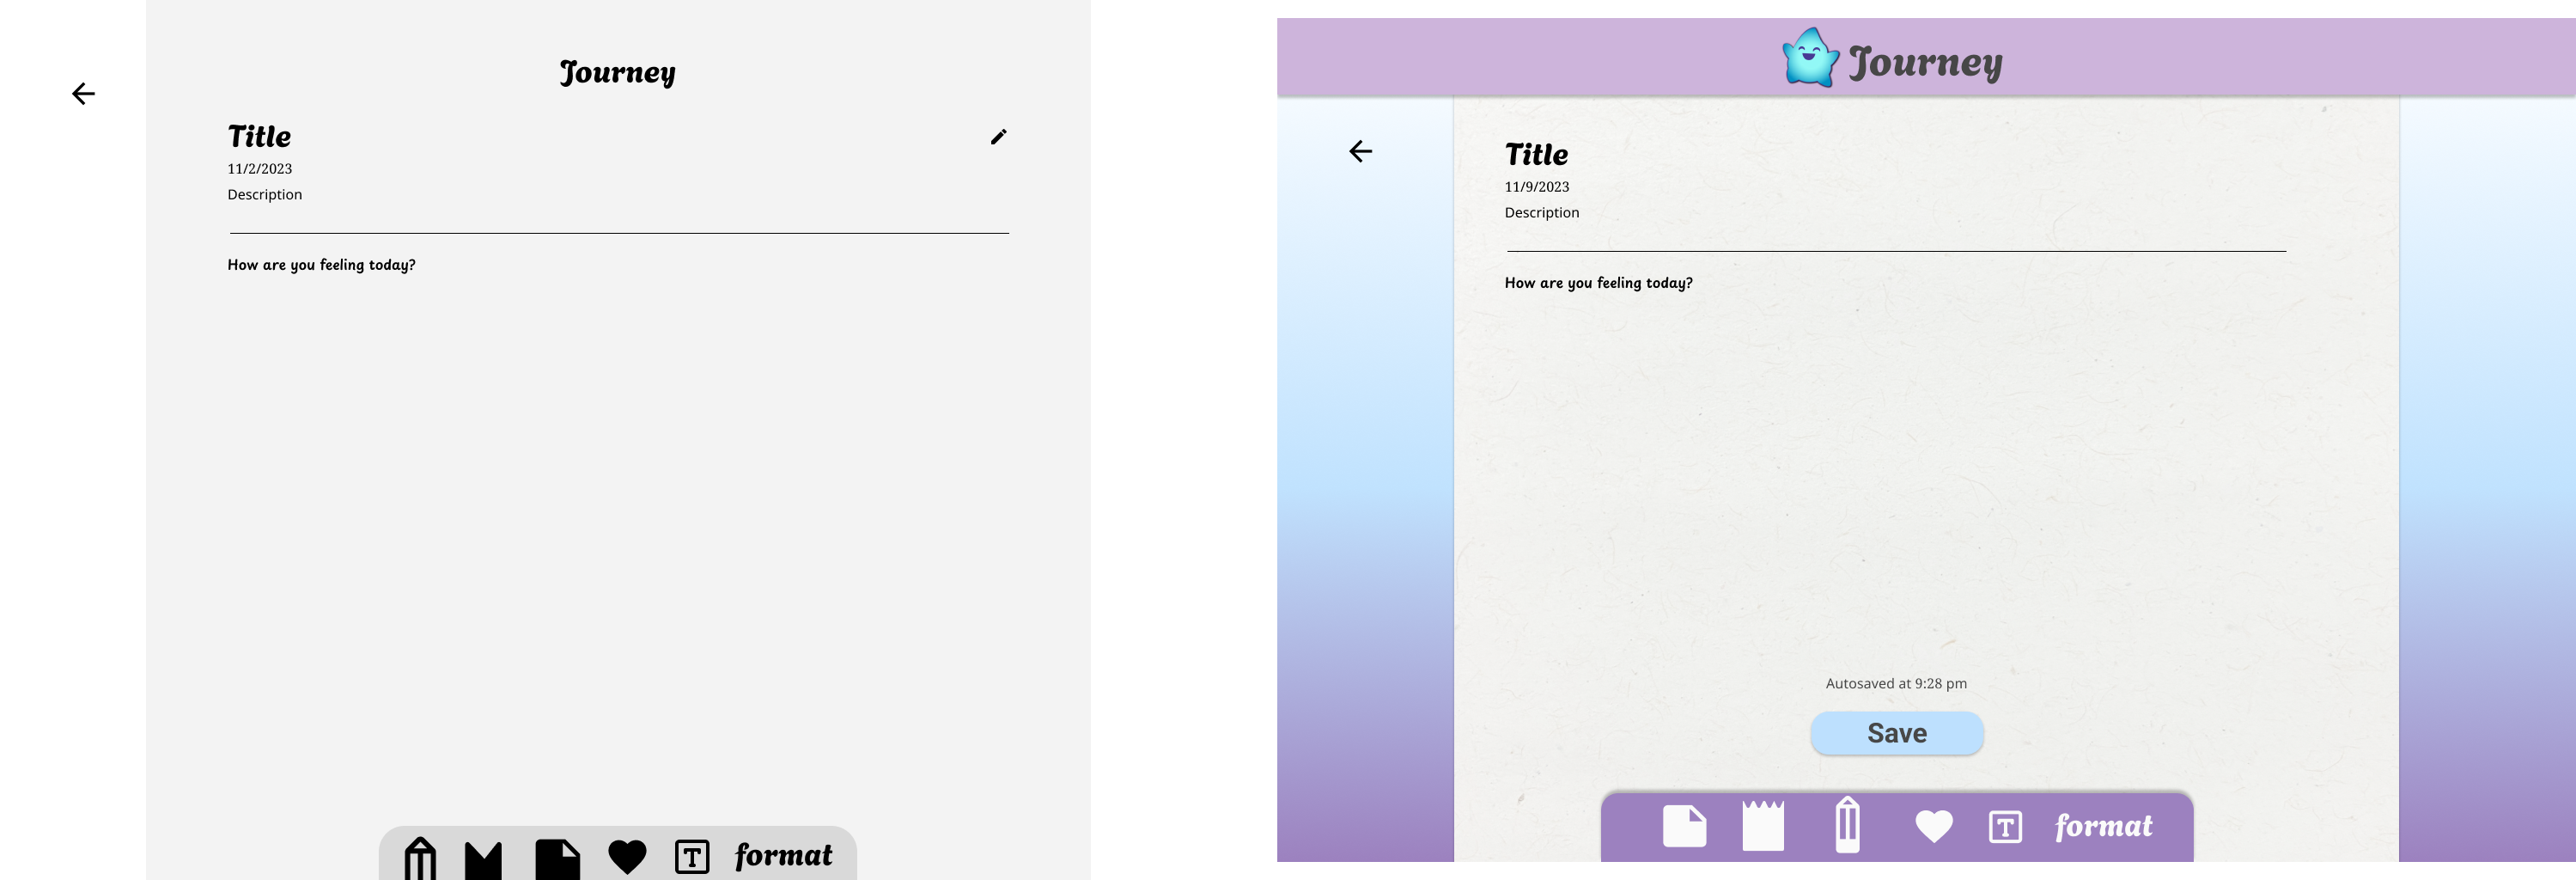 Journey
Title
11/2/2023
Description
How are you feeling today?
T format
Journey
Title
11/9/2023
Description
How are you feeling today?
Autosaved at 9:28 pm
Save
T format